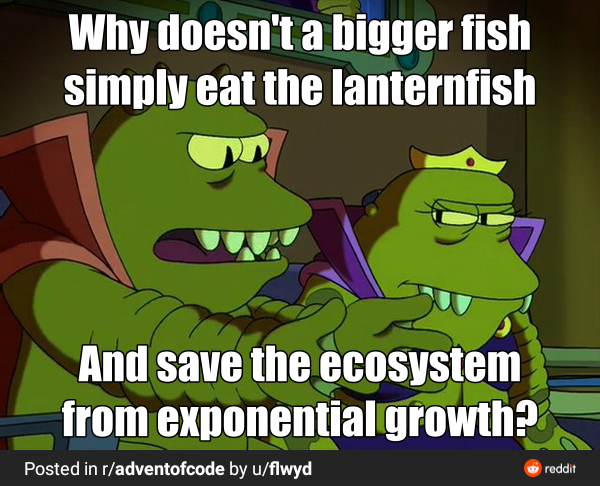 Why doesn't a bigger fish
simply eat the lanternfish
And save the ecosystem
from exponential growth?
Posted in r/adventofcode by u/flwyd reddit